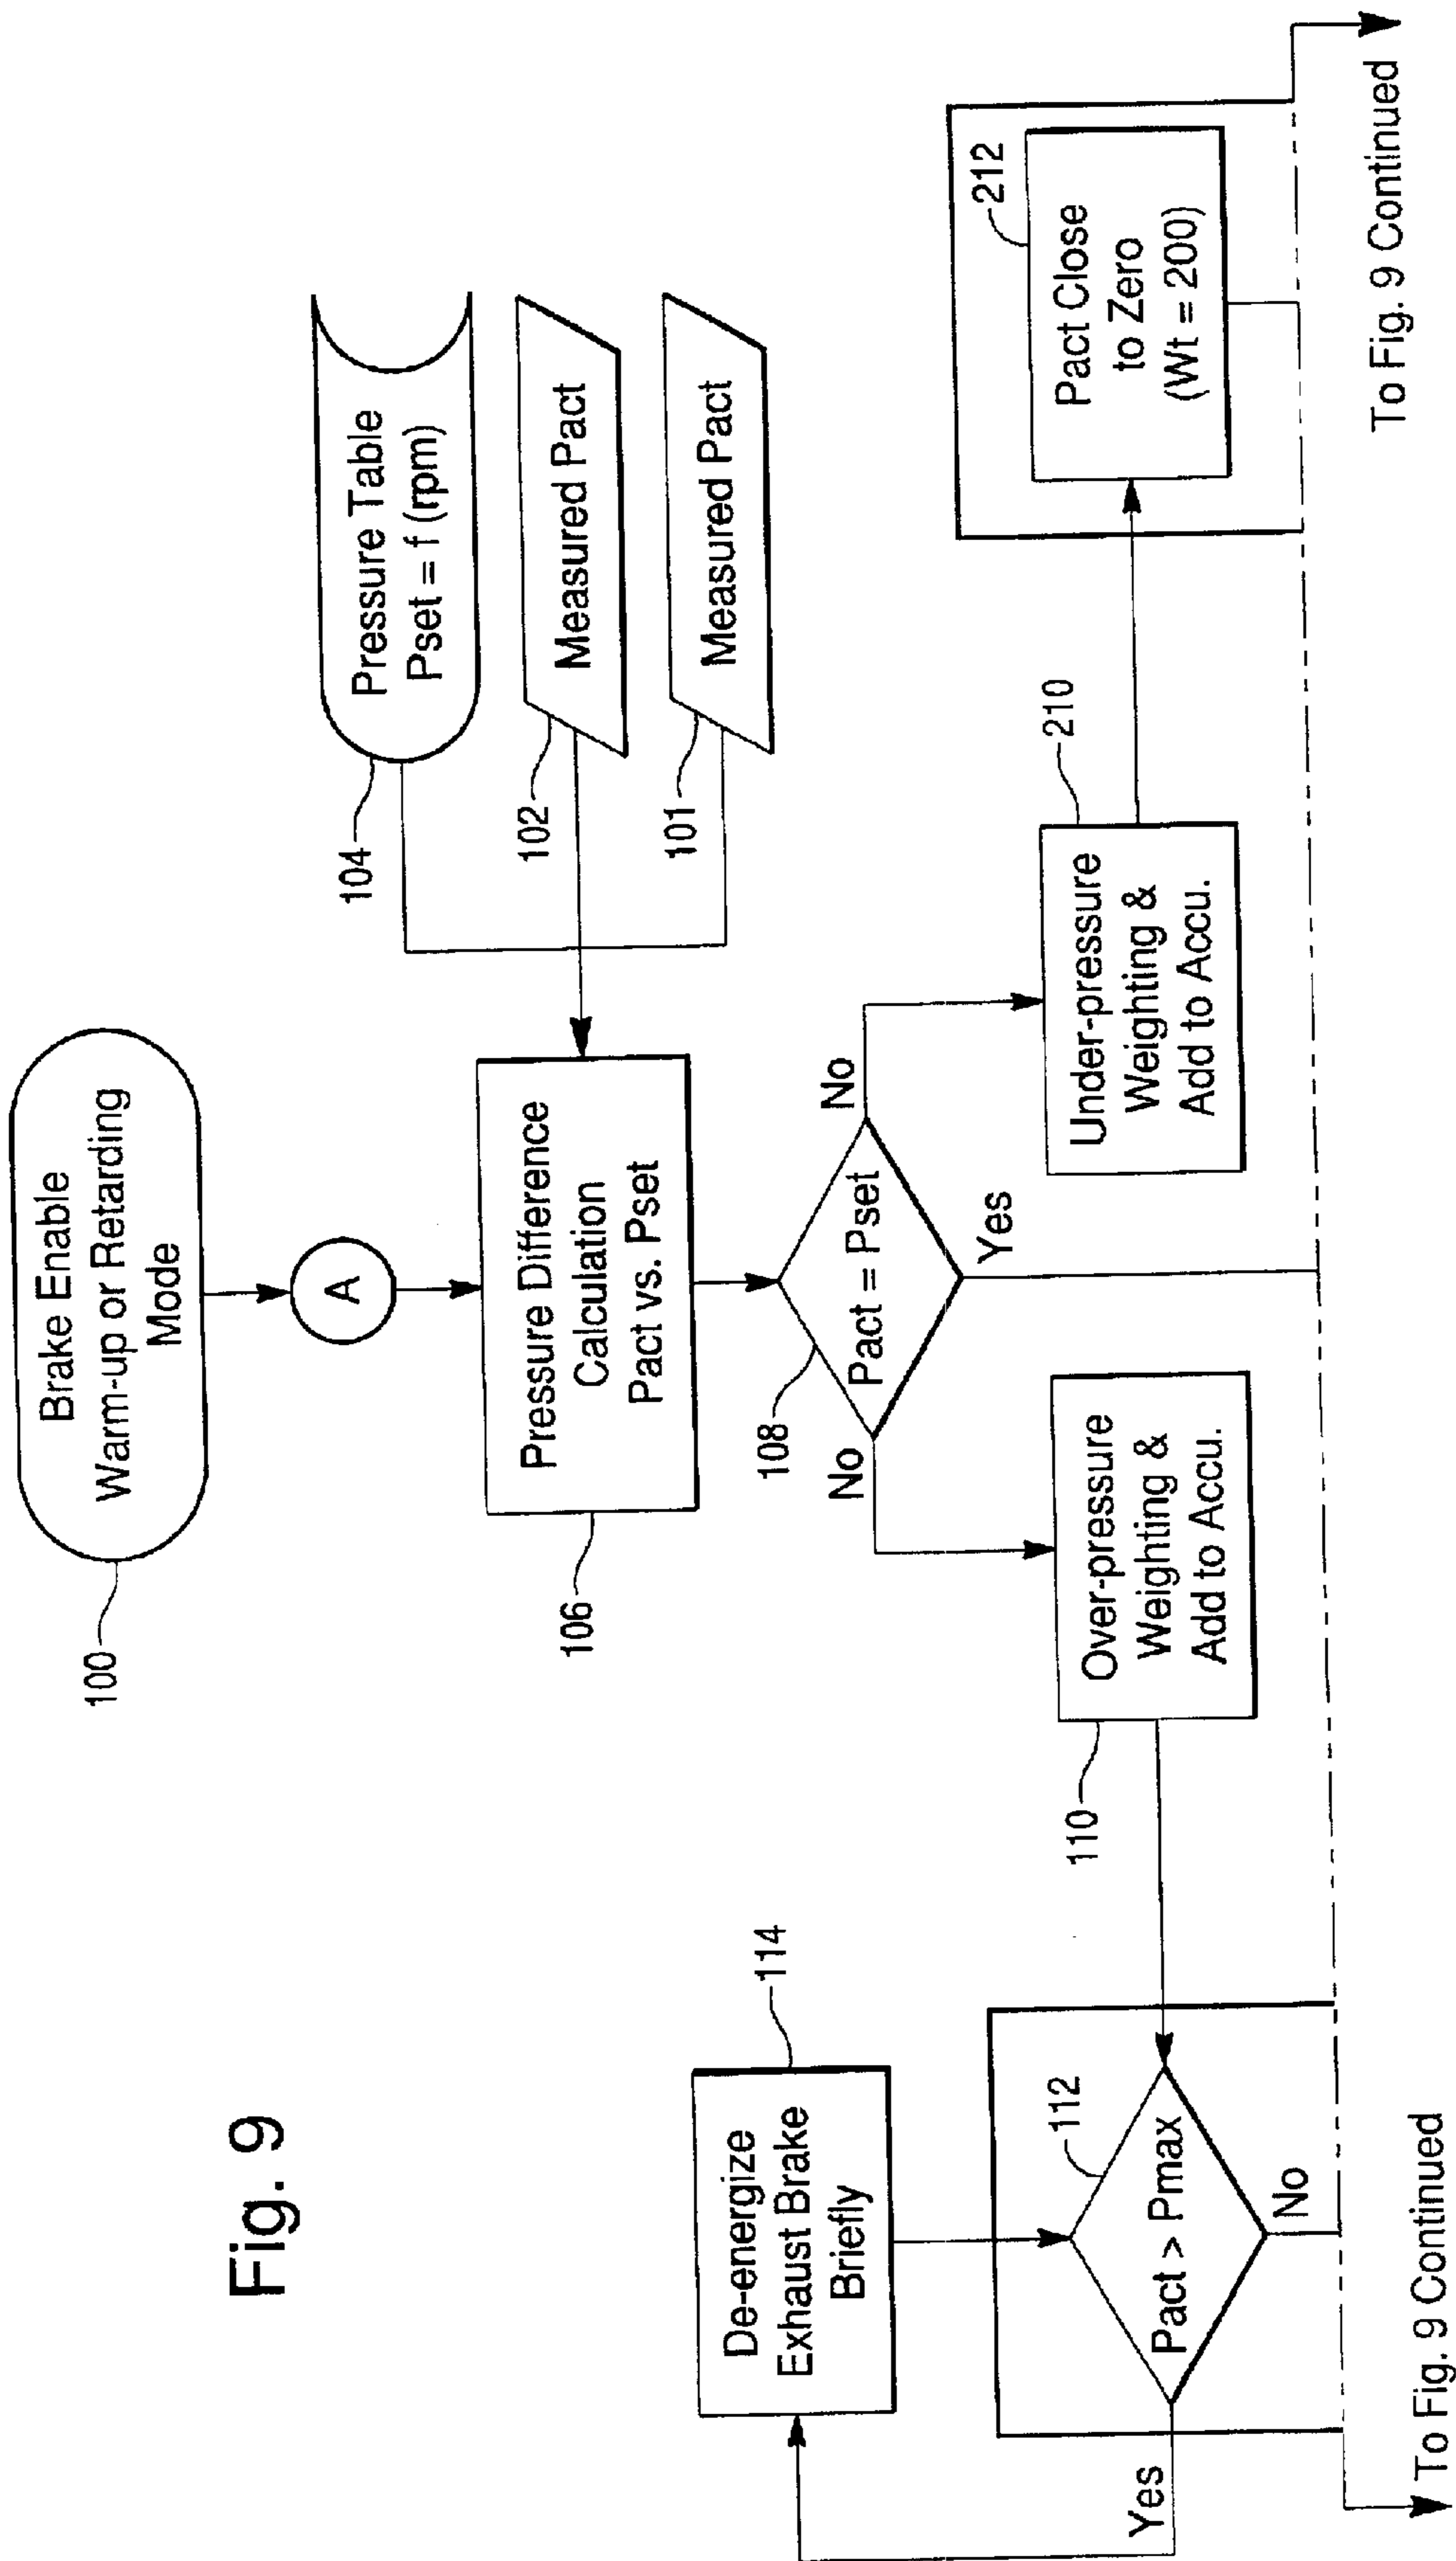 Fig. 9
100
Brake Enable
Warm-up or Retarding
Mode
A
104
Pressure Table
Pset = f (rpm)
102
Measured Pact
101
Measured Pact
106
Pressure Difference
Calculation
Pact vs. Pset
108
Pact = Pset
No
No
Yes
114
De-energize
Exhaust Brake
Briefly
112
Pact > Pmax
Yes
No
110
Over-pressure
Weighting &
Add to Accu.
210
Under-pressure
Weighting &
Add to Accu.
212
Pact Close
to Zero
(Wt = 200)
To Fig. 9 Continued
To Fig. 9 Continued